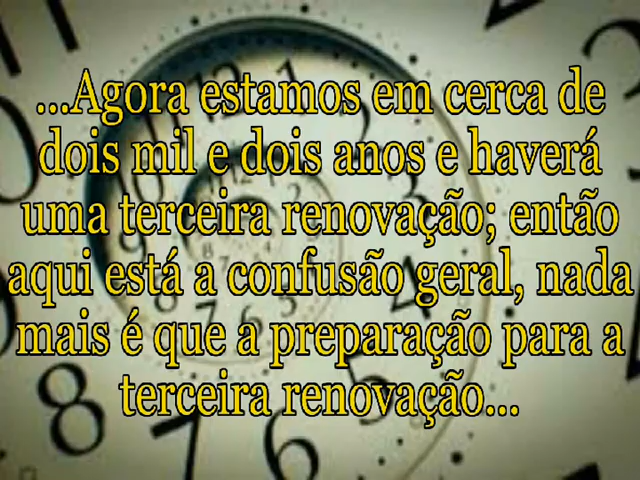 ...Agora estamos em cerca de
dois mil e dois anos e haverá
uma terceira renovação; então
aqui está a confusão geral, nada
mais é que a preparação para a
terceira renovação...